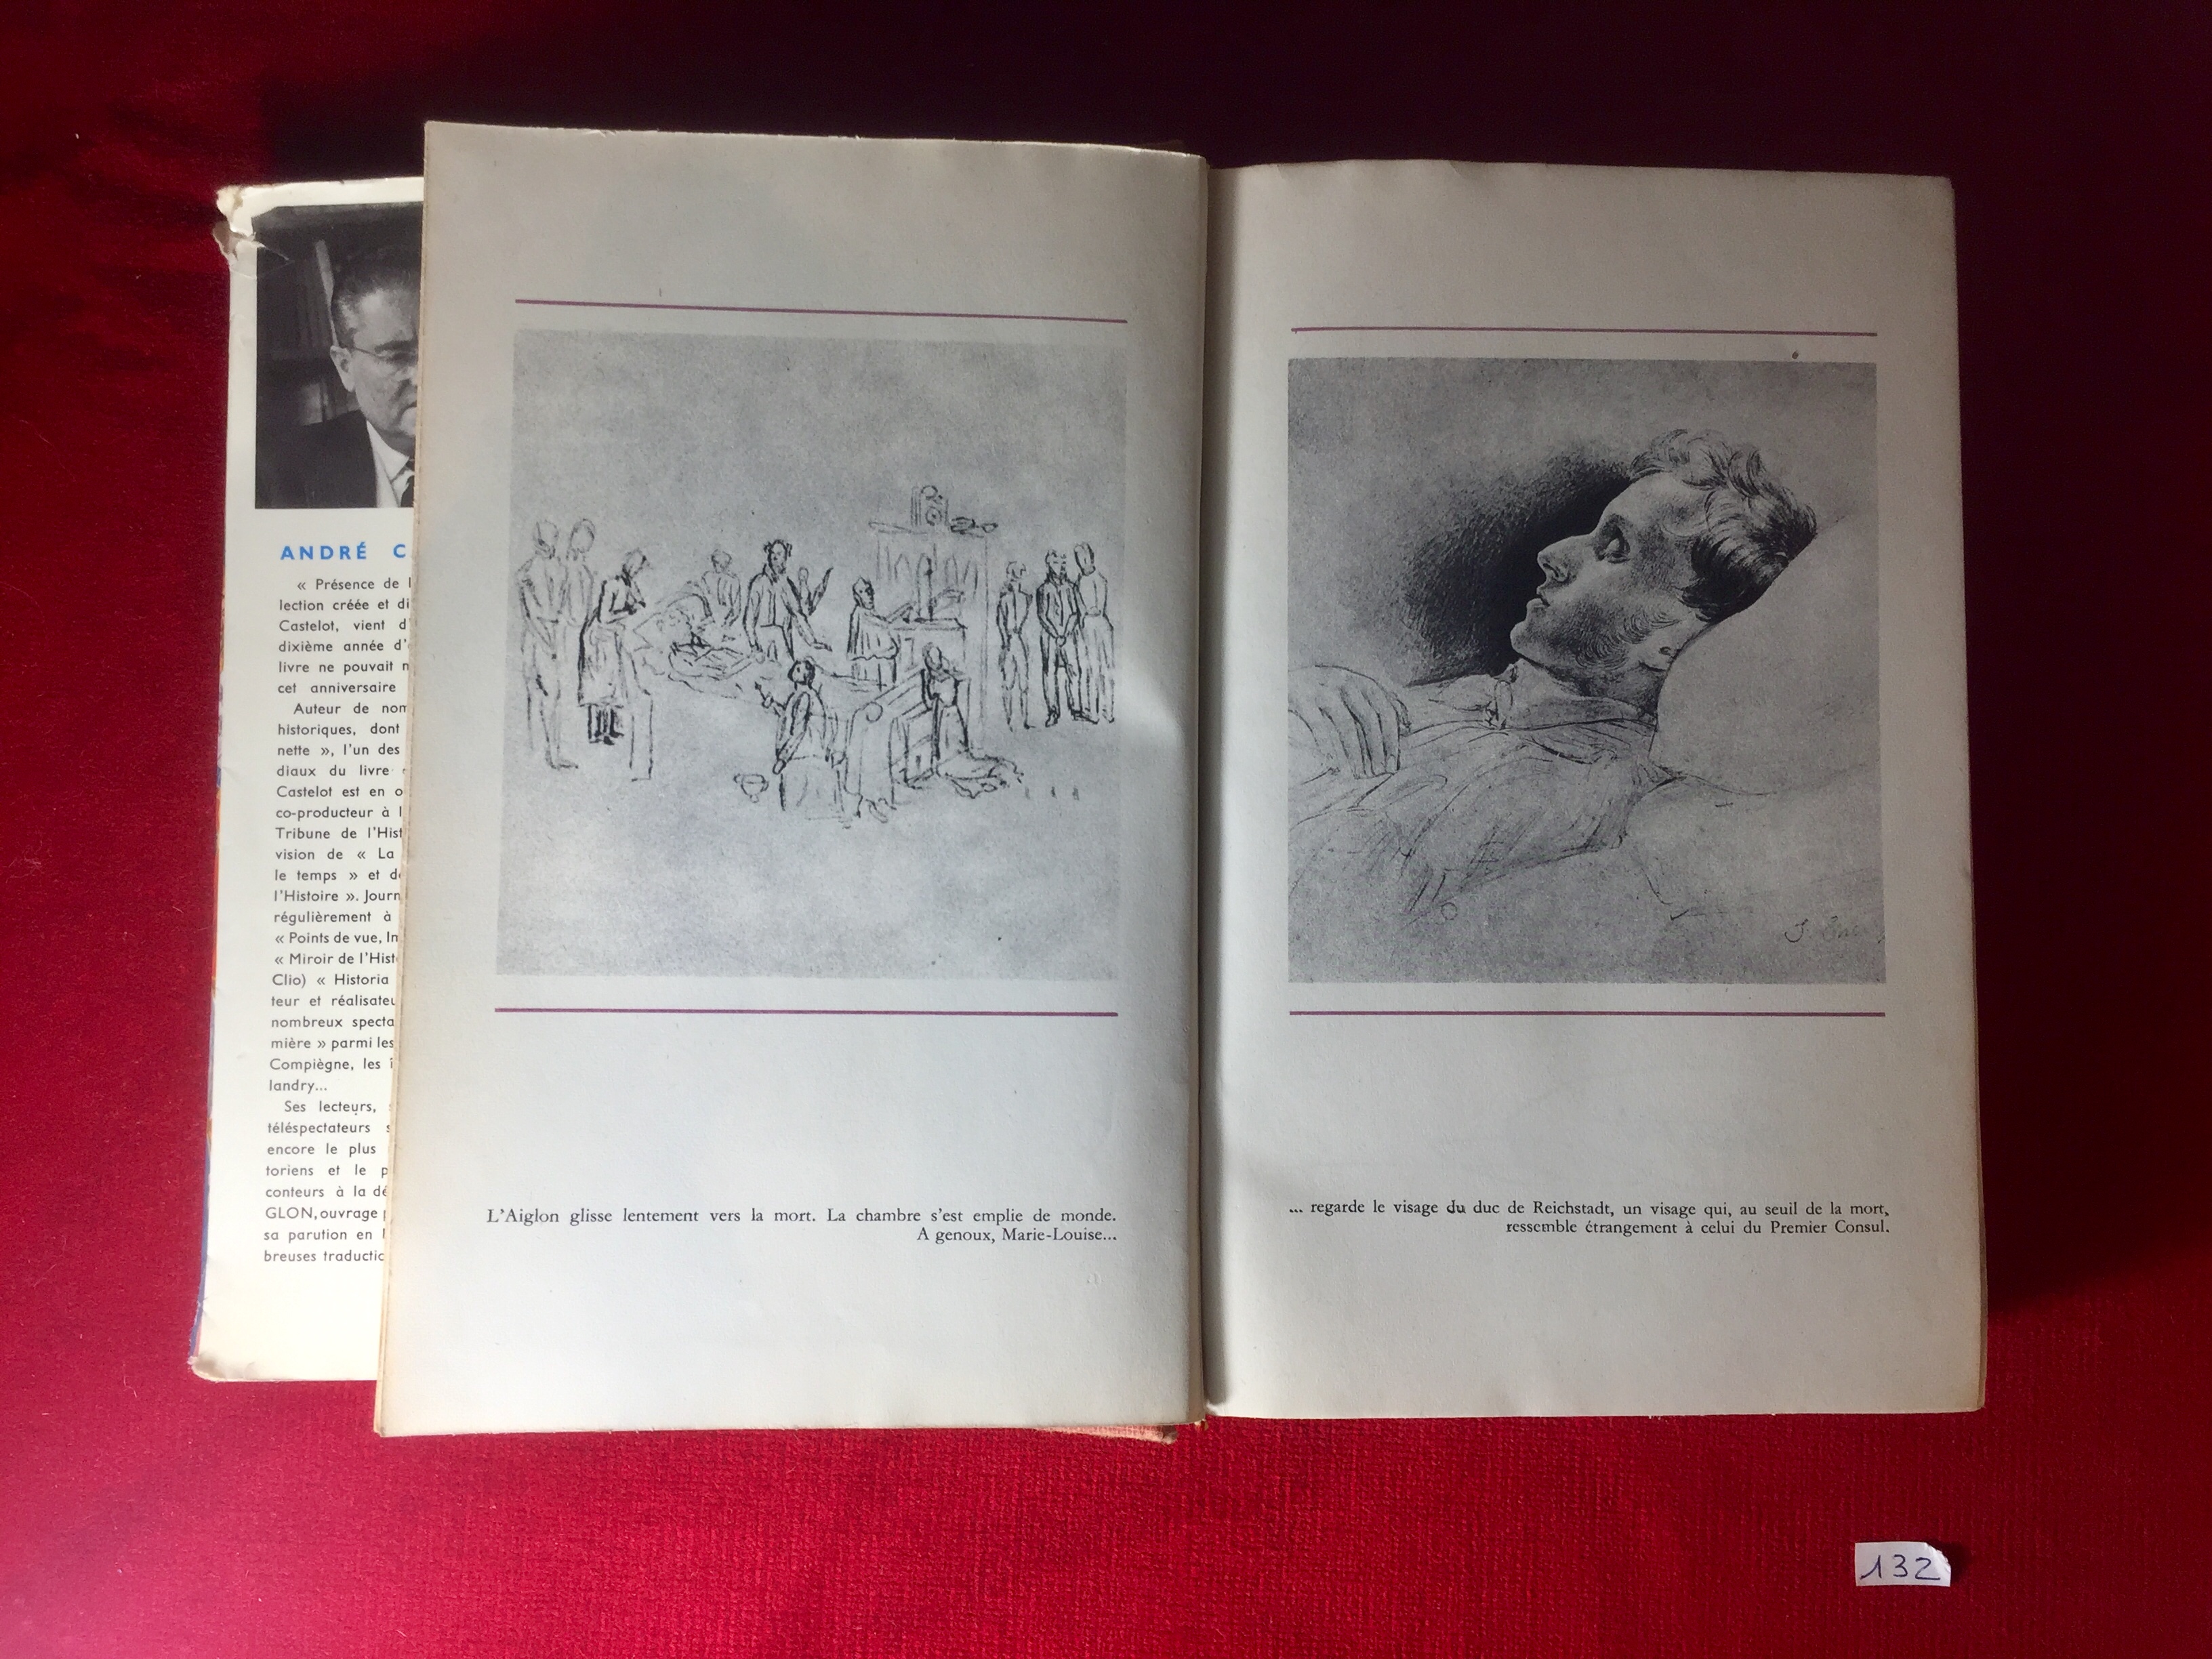 ANDRÉ C
« Présence de l
lection créée et di
Castelot, vient d'
dixième année d'
livre ne pouvait
cet anniversaire
Auteur de nom
historiques, dont
nette », l'un des
diaux du livre
Castelot est en o
co-producteur à l
Tribune de l'Hist
vision de « La
le temps » et de
l'Histoire ». Journ
régulièrement à
« Points de vue, Im
« Miroir de l'Hist
Clio) « Historia
teur et réalisateu
nombreux specta
mière » parmi les
Compiègne, les î
landry...
Ses lecteurs,
téléspectateurs s
encore le plus
toriens et le p
conteurs à la dé
GLON, ouvrage p
sa parution en l
breuses traductio
L'Aiglon glisse lentement vers la mort. La chambre s'est emplie de monde.
A genoux, Marie-Louise...
... regarde le visage du duc de Reichstadt, un visage qui, au seuil de la mort,
ressemble étrangement à celui du Premier Consul.
132